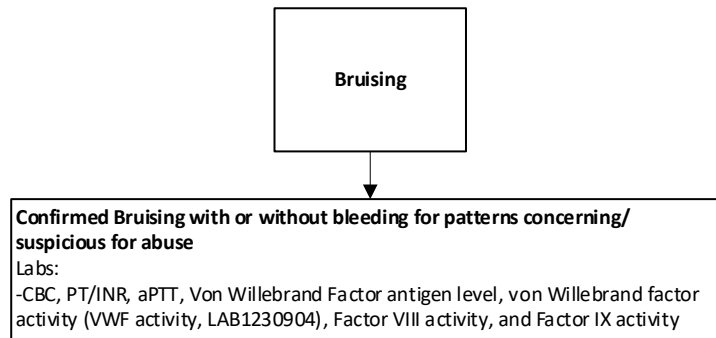 Bruising
Confirmed Bruising with or without bleeding for patterns concerning/
suspicious for abuse
Labs:
-CBC, PT/INR, aPTT, Von Willebrand Factor antigen level, von Willebrand factor
activity (VWF activity, LAB1230904), Factor VIII activity, and Factor IX activity